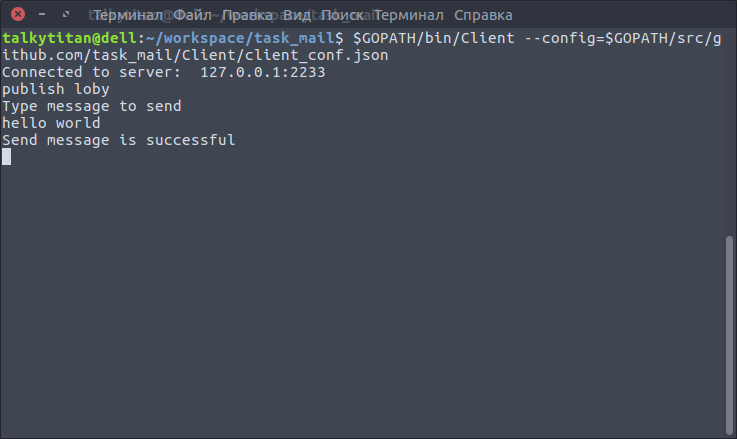 Терминал Файл Правка Вид Поиск Терминал Справка
talkytitan@dell:~/workspace/task_mail$ $GOPATH/bin/Client --config=$GOPATH/src/g
ithub.com/task_mail/Client/client_conf.json
Connected to server:  127.0.0.1:2233
publish loby
Type message to send
hello world
Send message is successful